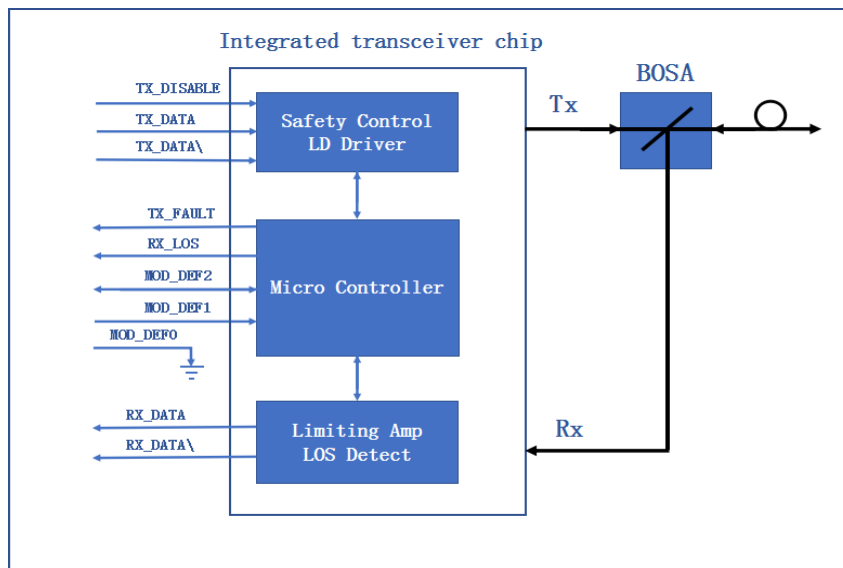 Integrated transceiver chip
BOSA
TX_DISABLE
TX_DATA
TX_DATA\
Safety Control
LD Driver
Tx
TX_FAULT
RX_LOS
MOD_DEF2
MOD_DEF1
MOD_DEF0
Micro Controller
RX_DATA
RX_DATA\
Limiting Amp
LOS Detect
Rx